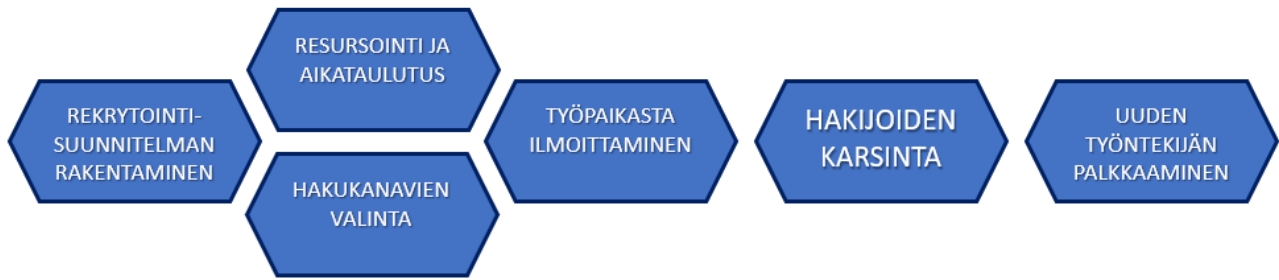 REKRYTOINTI-
SUUNNITELMAN
RAKENTAMINEN
RESURSOINTI JA
AIKATAULUTUS
HAKUKANAVIEN
VALINTA
TYÖPAIKASTA
ILMOITTAMINEN
HAKIJOIDEN
KARSINTA
UUDEN
TYÖNTEKIJÄN
PALKKAAMINEN